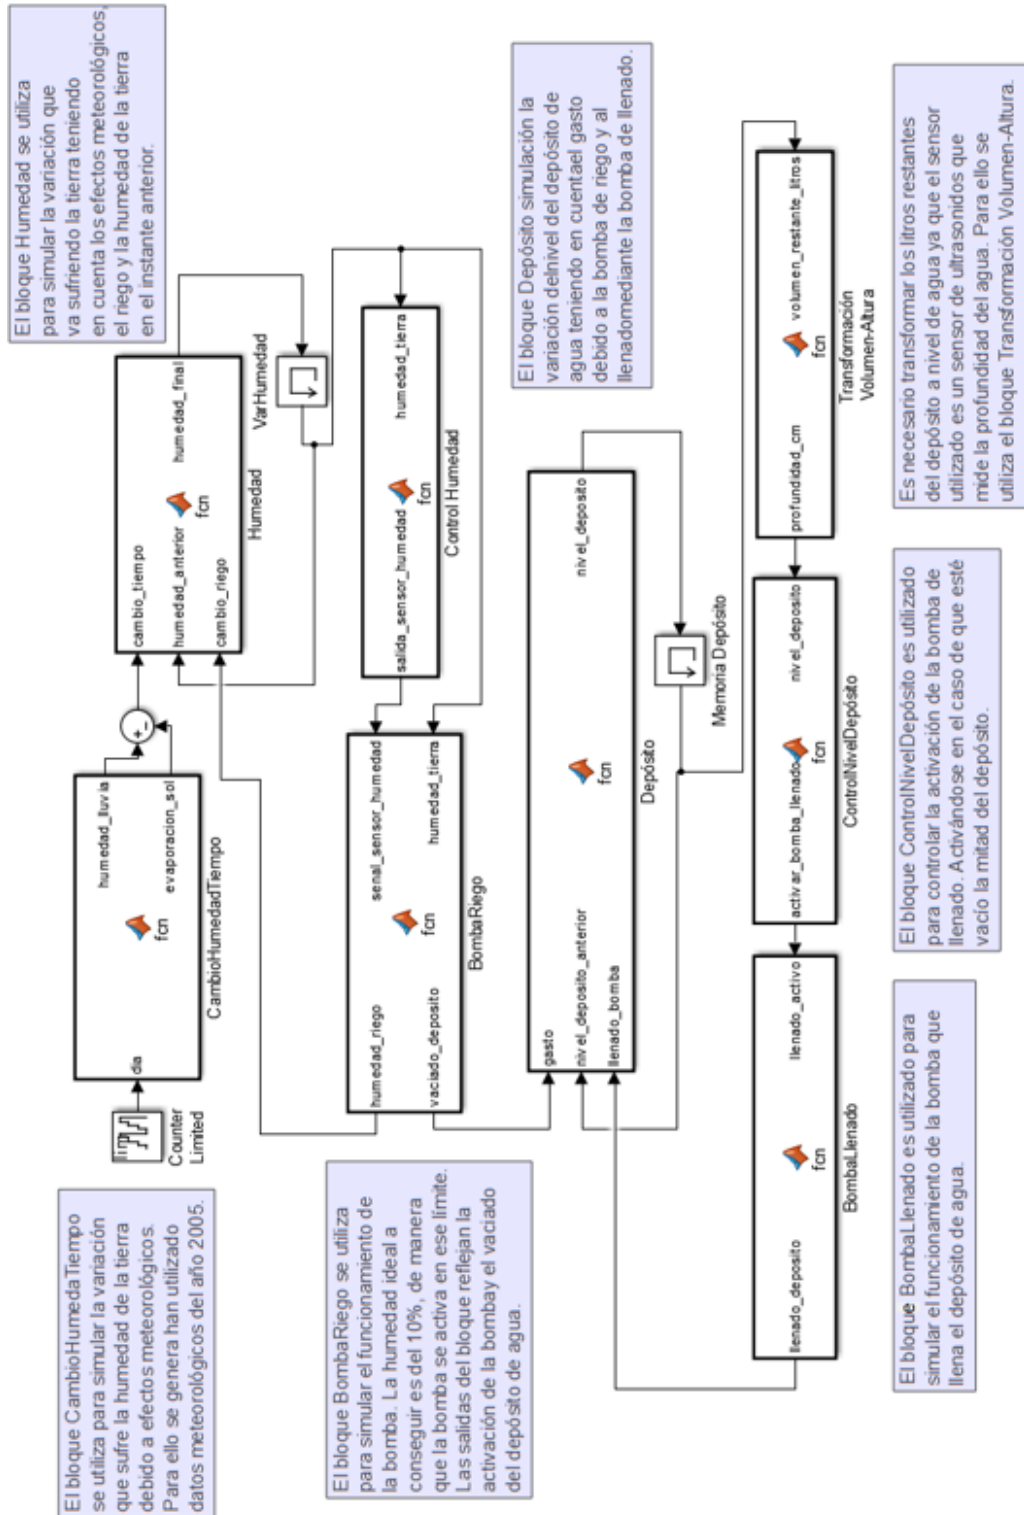 El bloque CambioHumedaTiempo
se utiliza para simular la variación
que sufre la humedad de la tierra
debido a efectos meteorológicos.
Para ello se genera han utilizado
datos meteorológicos del año 2005.
Counter
Limited
lim
dia
fcn
humedad_lluvia
evaporacion_sol
CambioHumedadTiempo
cambio_tiempo
humedad_anterior
cambio_riego
fcn
humedad_final
Humedad
VarHumedad
El bloque Humedad se utiliza
para simular la variación que
va sufriendo la tierra teniendo
en cuenta los efectos meteorológicos,
el riego y la humedad de la tierra
en el instante anterior.
El bloque BombaRiego se utiliza
para simular el funcionamiento de
la bomba. La humedad ideal a
conseguir es del 10%, de manera
que la bomba se activa en ese límite.
Las salidas del bloque reflejan la
activación de la bombay el vaciado
del depósito de agua.
humedad_riego
vaciado_deposito
fcn
senal_sensor_humedad
humedad_tierra
BombaRiego
salida_sensor_humedad
fcn
humedad_tierra
Control Humedad
gasto
nivel_deposito_anterior
llenado_bomba
fcn
nivel_deposito
Depósito
Memoria Depósito
El bloque Depósito simulación la
variación delnivel del depósito de
agua teniendo en cuentael gasto
debido a la bomba de riego y al
llenadomediante la bomba de llenado.
llenado_deposito
fcn
llenado_activo
BombaLlenado
activar_bomba_llenado
fcn
nivel_deposito
ControlNivelDepósito
profundidad_cm
fcn
volumen_restante_litros
Transformación
Volumen-Altura
El bloque BombaLlenado es utilizado para
simular el funcionamiento de la bomba que
llena el depósito de agua.
El bloque ControlNivelDepósito es utilizado
para controlar la activación de la bomba de
llenado. Activándose en el caso de que esté
vacío la mitad del depósito.
Es necesario transformar los litros restantes
del depósito a nivel de agua ya que el sensor
utilizado es un sensor de ultrasonidos que
mide la profundidad del agua. Para ello se
utiliza el bloque Transformación Volumen-Altura.